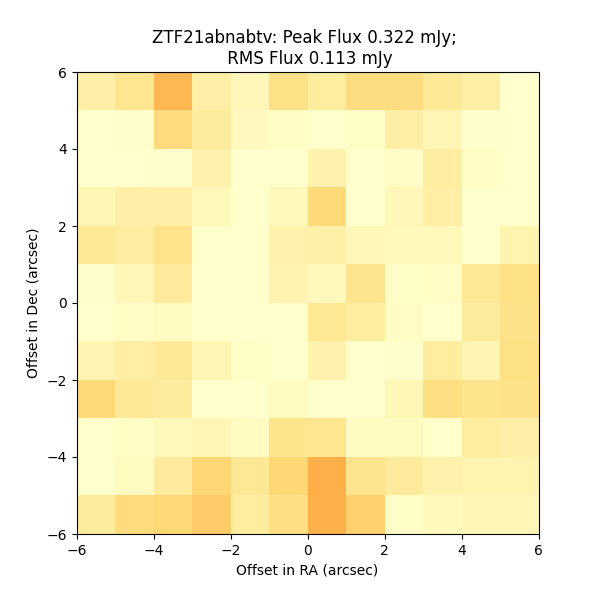 ZTF21abnabtv: Peak Flux 0.322 mJy;
RMS Flux 0.113 mJy
6
4
2
0
−2
−4
−6
Offset in Dec (arcsec)
−6 −4 −2 0 2 4 6
Offset in RA (arcsec)